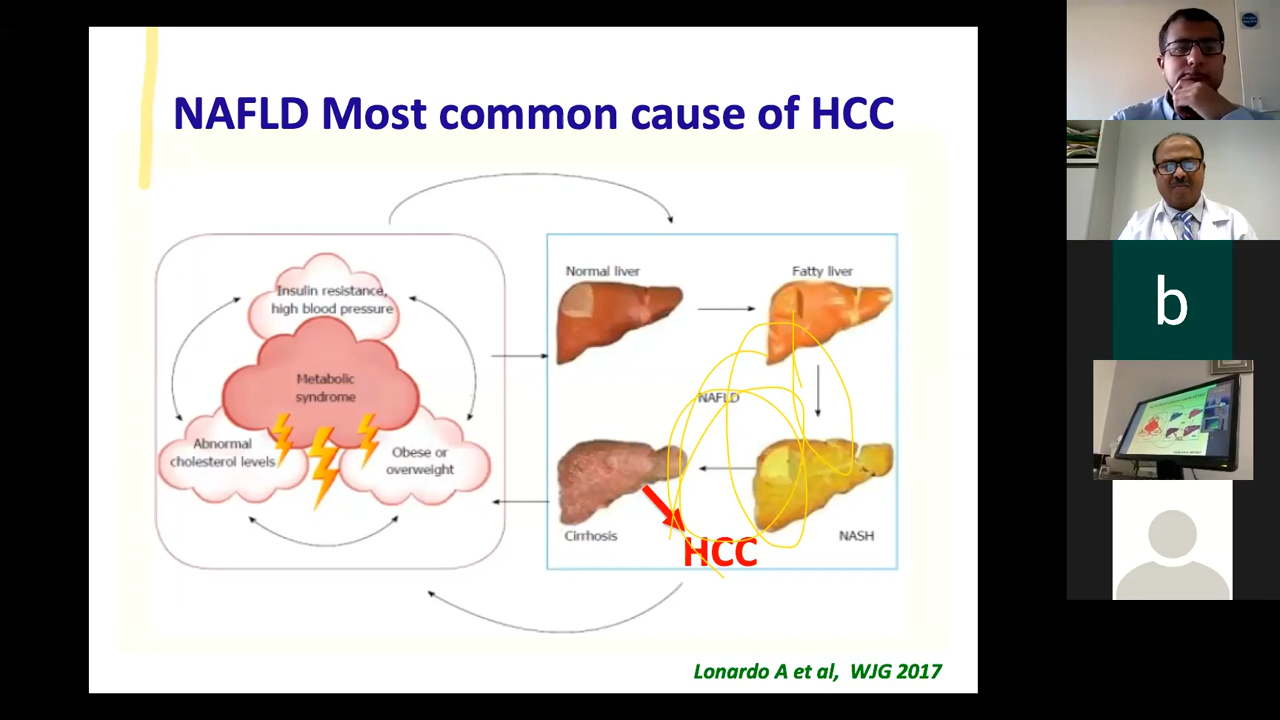 NAFLD Most common cause of HCC
Insulin resistance,
high blood pressure
Metabolic
syndrome
Abnormal
cholesterol levels
Obese or
overweight
Normal liver
Fatty liver
NAFLD
Cirrhosis
NASH
HCC
Lonardo A et al, WJG 2017
b